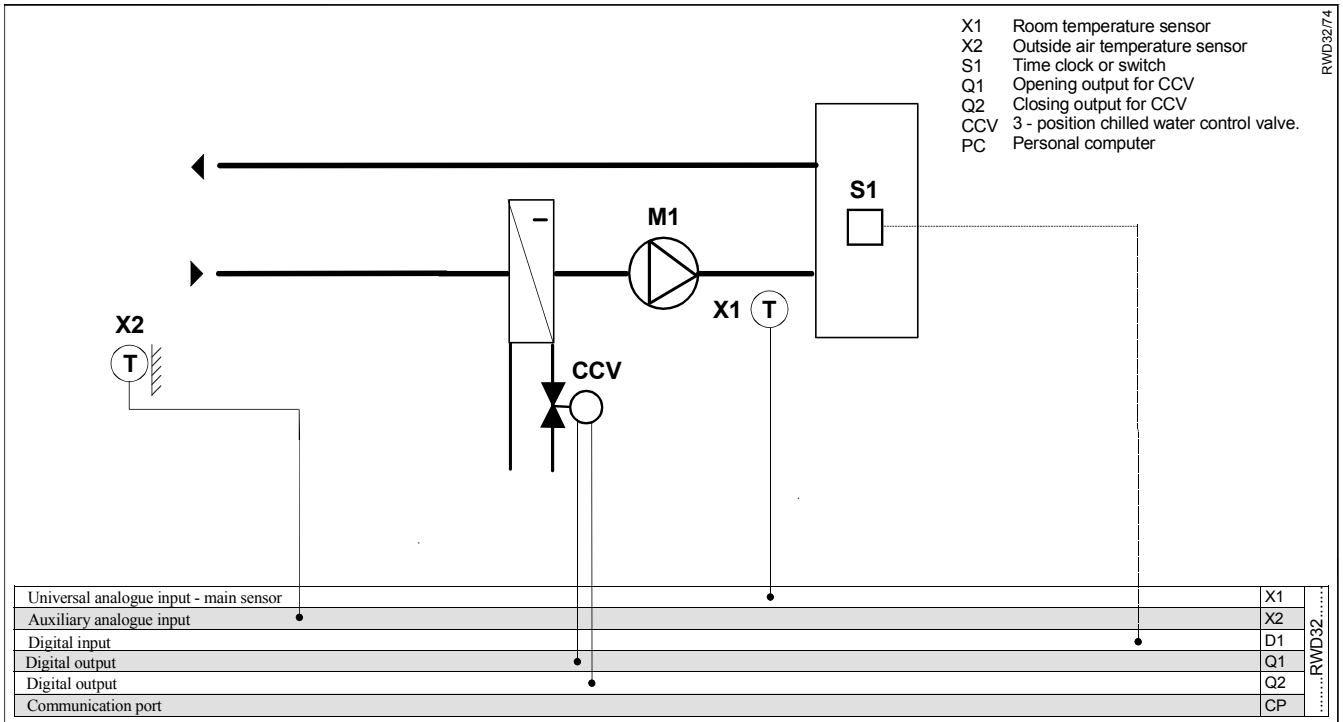 X1 Room temperature sensor
X2 Outside air temperature sensor
S1 Time clock or switch
Q1 Opening output for CCV
Q2 Closing output for CCV
CCV 3 - position chilled water control valve.
PC Personal computer
RWD32/74
S1
M1
X1 T
X2
T
CCV
Universal analogue input - main sensor X1
Auxiliary analogue input X2
Digital input D1
Digital output Q1
Digital output Q2
Communication port CP
........RWD32........